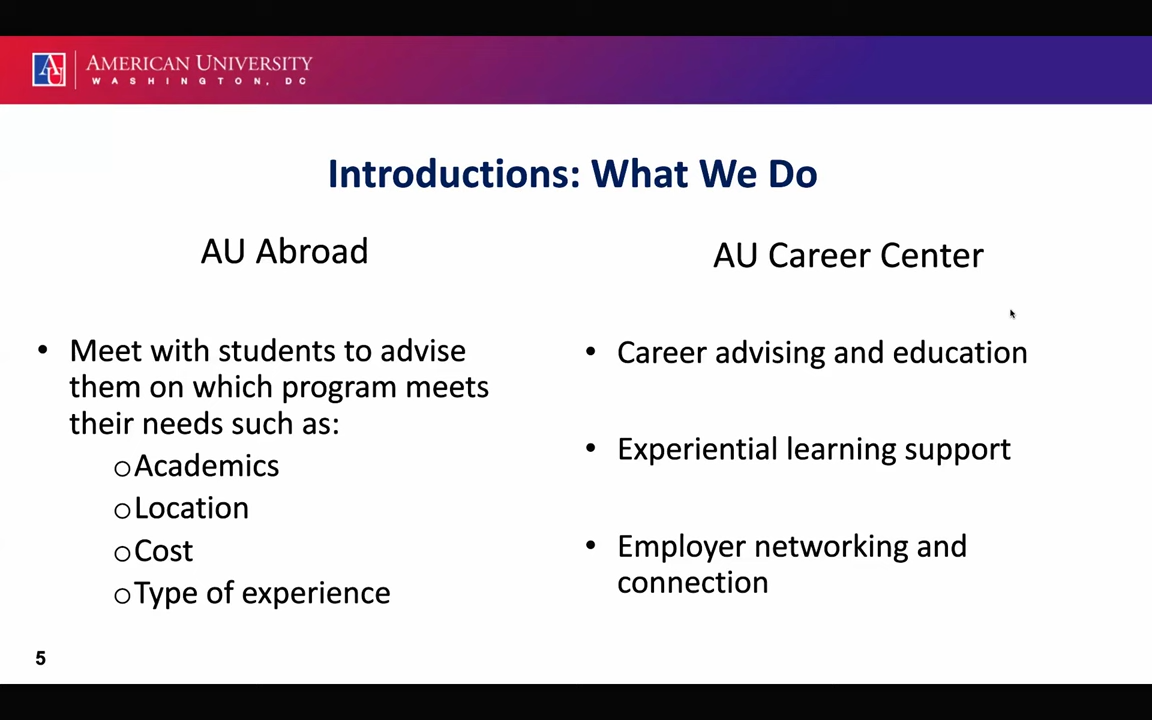 AU
AMERICAN UNIVERSITY
WASHINGTON, DC
Introductions: What We Do
AU Abroad
• Meet with students to advise
them on which program meets
their needs such as:
o Academics
o Location
o Cost
o Type of experience
AU Career Center
• Career advising and education
• Experiential learning support
• Employer networking and
connection
5